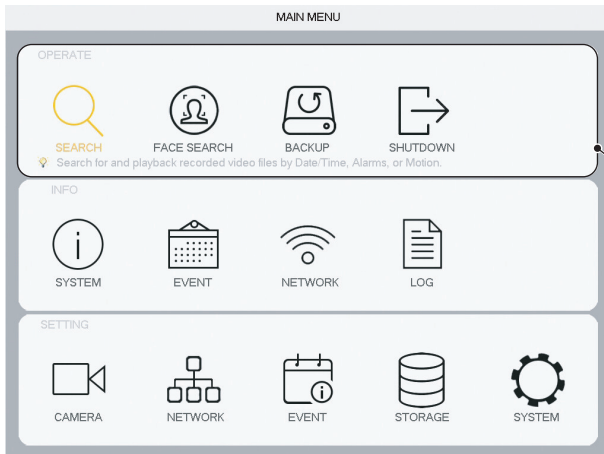 MAIN MENU
OPERATE
SEARCH FACE SEARCH BACKUP SHUTDOWN
Search for and playback recorded video files by Date/Time, Alarms, or Motion.
INFO
SYSTEM EVENT NETWORK LOG
SETTING
CAMERA NETWORK EVENT STORAGE SYSTEM